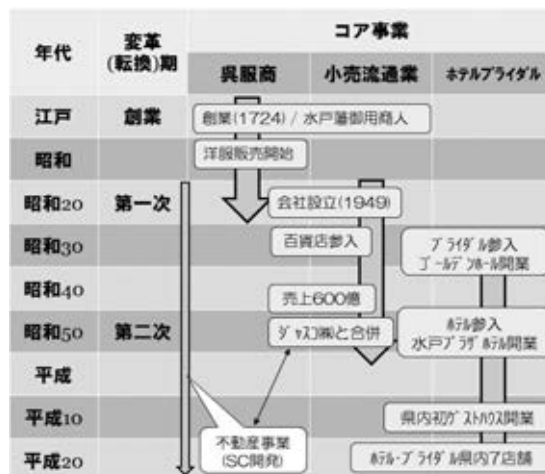 年代
変革
(転換)期
コア事業
呉服商
小売流通業
ホテルブライダル
江戸
創業
創業(1724) / 水戸藩御用商人
昭和
洋服販売開始
昭和20
第一次
会社設立(1949)
昭和30
百貨店参入
ブライダル参入
ゴールデンホール開業
昭和40
売上600億
昭和50
第二次
ジャスコ㈱と合併
ホテル参入
水戸プラザホテル開業
平成
平成10
県内初ゲストハウス開業
不動産事業
(SC開発)
平成20
ホテル・ブライダル県内7店舗